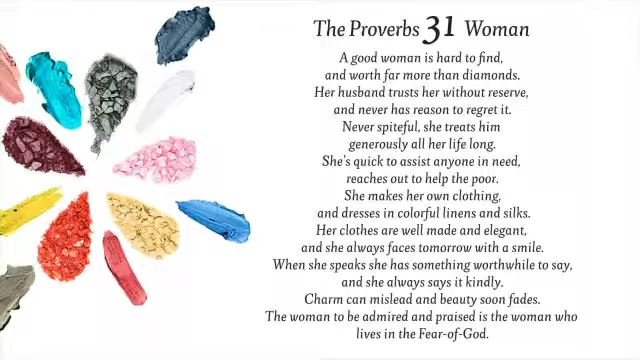 The Proverbs 31 Woman
A good woman is hard to find,
and worth far more than diamonds.
Her husband trusts her without reserve,
and never has reason to regret it.
Never spiteful, she treats him
generously all her life long.
She's quick to assist anyone in need,
reaches out to help the poor.
She makes her own clothing,
and dresses in colorful linens and silks.
Her clothes are well made and elegant,
and she always faces tomorrow with a smile.
When she speaks she has something worthwhile to say,
and she always says it kindly.
Charm can mislead and beauty soon fades.
The woman to be admired and praised is the woman who
lives in the Fear-of-God.